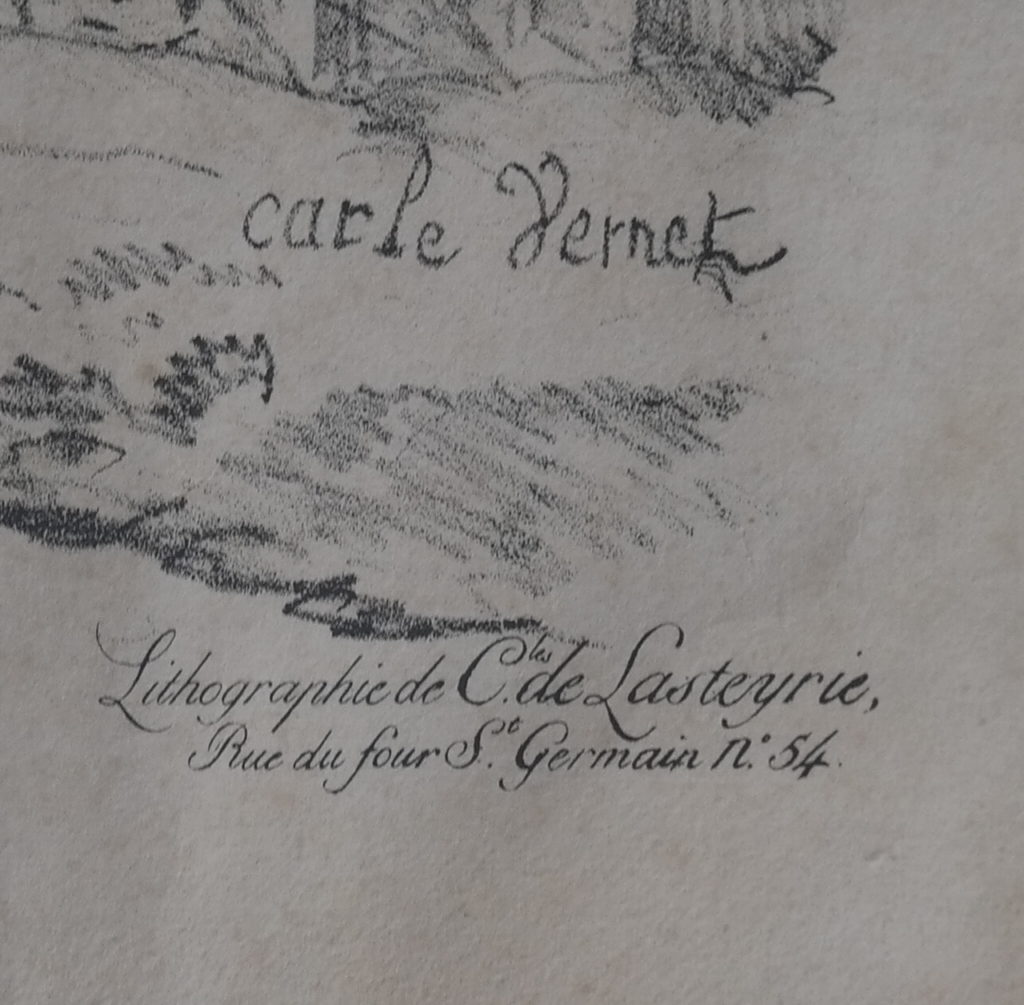 carle Vernet
Lithographie de C.les de Lasteyrie,
Rue du four S.t Germain n.° 54.